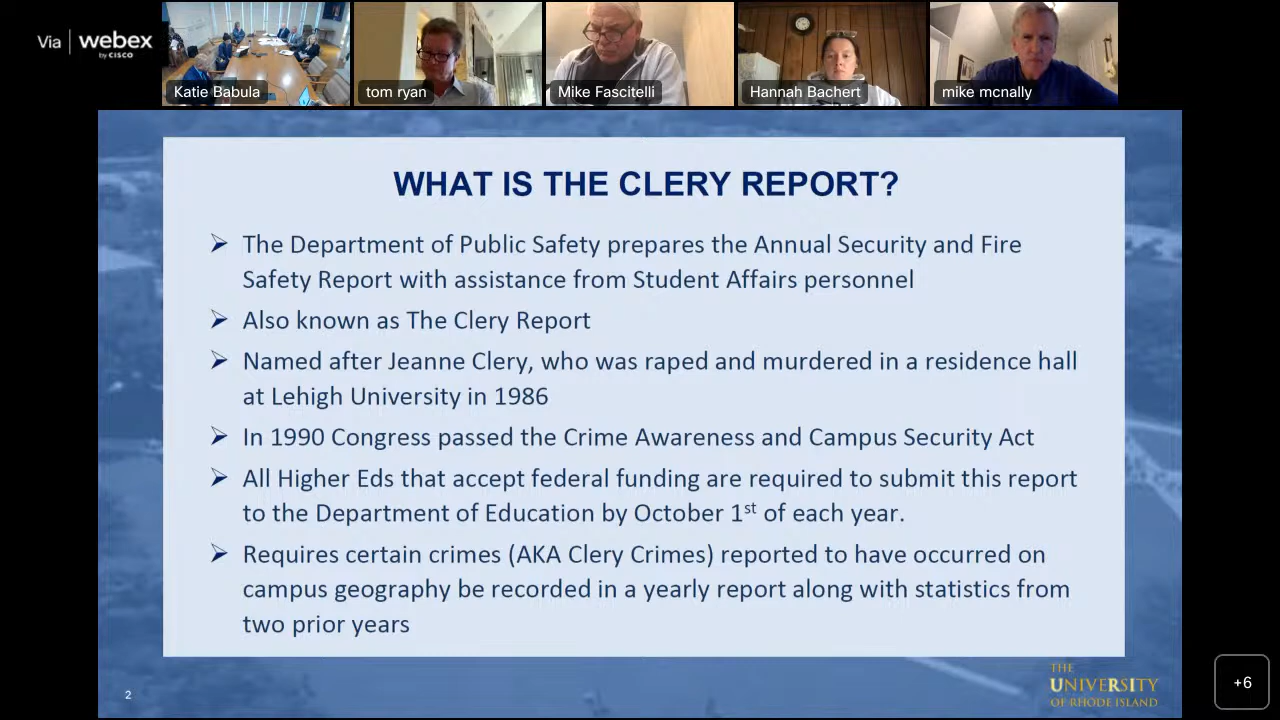 Via webex
by CISCO
Katie Babula
tom ryan
Mike Fascitelli
Hannah Bachert
mike mcnally
WHAT IS THE CLERY REPORT?
➢ The Department of Public Safety prepares the Annual Security and Fire
Safety Report with assistance from Student Affairs personnel
➢ Also known as The Clery Report
➢ Named after Jeanne Clery, who was raped and murdered in a residence hall
at Lehigh University in 1986
➢ In 1990 Congress passed the Crime Awareness and Campus Security Act
➢ All Higher Eds that accept federal funding are required to submit this report
to the Department of Education by October 1st of each year.
➢ Requires certain crimes (AKA Clery Crimes) reported to have occurred on
campus geography be recorded in a yearly report along with statistics from
two prior years
2
THE
UNIVERSITY
OF RHODE ISLAND
+6